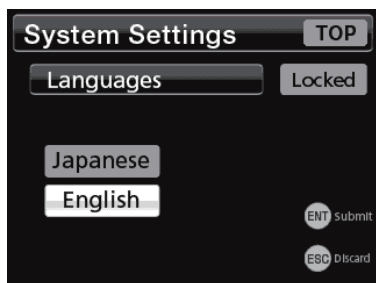 System Settings TOP
Languages Locked
Japanese
English
ENT Submit
ESC Discard